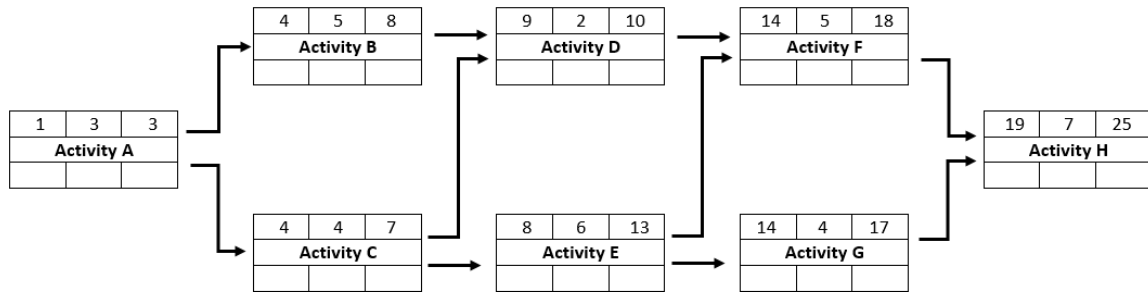 4 5 8
Activity B
9 2 10
Activity D
14 5 18
Activity F
1 3 3
Activity A
19 7 25
Activity H
4 4 7
Activity C
8 6 13
Activity E
14 4 17
Activity G